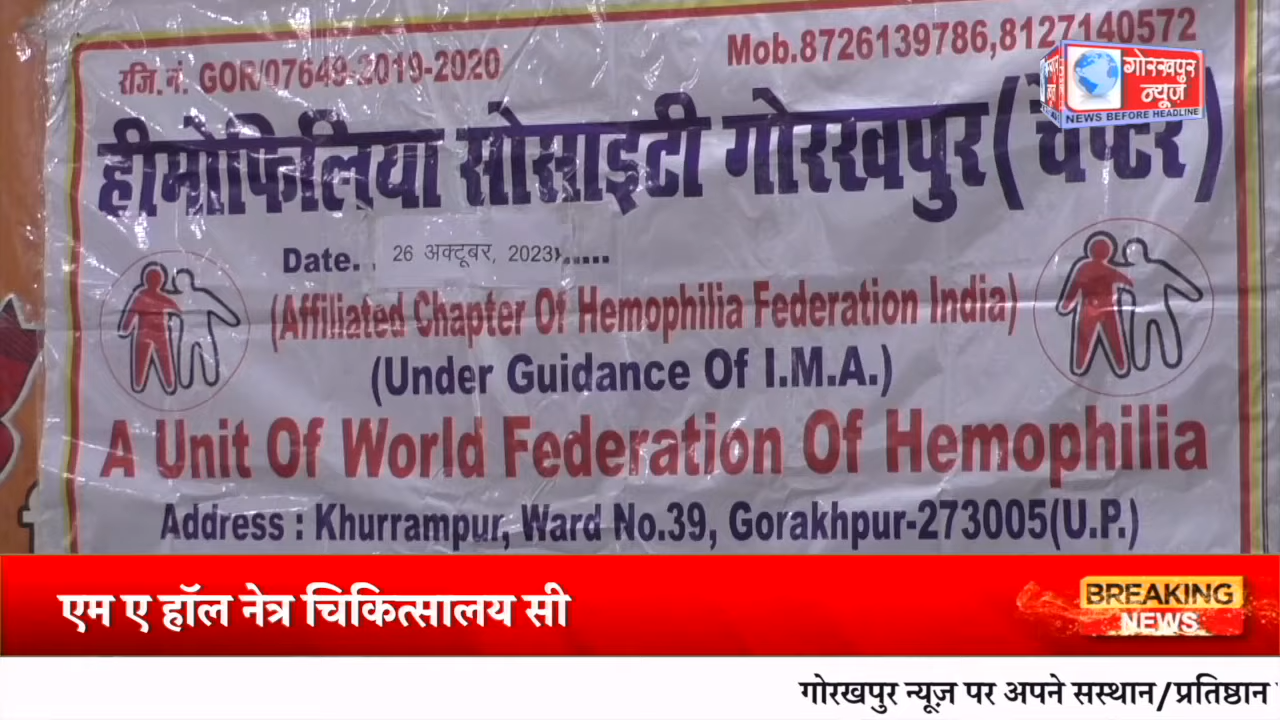 रजि.नं. GOR/07649-2019-2020
Mob.8726139786,8127140572
गोरखपुर
न्यूज़
NEWS BEFORE HEADLINE
हीमोफिलिया सोसाइटी गोरखपुर (चैप्टर)
Date. . 26 अक्टूबर, 2023).....
(Affiliated Chapter Of Hemophilia Federation India)
(Under Guidance Of I.M.A.)
A Unit Of World Federation Of Hemophilia
Address : Khurrampur, Ward No.39, Gorakhpur-273005(U.P.)
एम ए हॉल नेत्र चिकित्सालय सी
BREAKING
NEWS
गोरखपुर न्यूज़ पर अपने सस्थान/प्रतिष्ठान